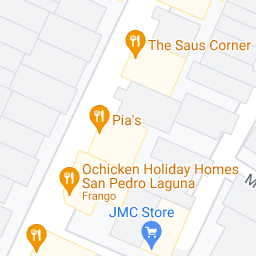 The Saus Corner
Pia's
Ochicken Holiday Homes
San Pedro Laguna
Frango
JMC Store
M